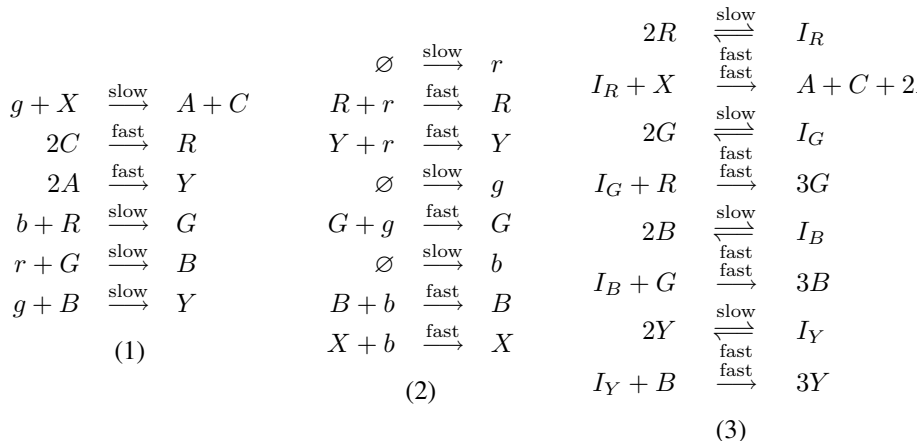 g + X slow⟶ A + C
2C fast⟶ R
2A fast⟶ Y
b + R slow⟶ G
r + G slow⟶ B
g + B slow⟶ Y
(1)
∅ slow⟶ r
R + r fast⟶ R
Y + r fast⟶ Y
∅ slow⟶ g
G + g fast⟶ G
∅ slow⟶ b
B + b fast⟶ B
X + b fast⟶ X
(2)
2R slow⇌ I_R
fast
I_R + X fast⟶ A + C + 2
2G slow⇌ I_G
fast
I_G + R fast⟶ 3G
2B slow⇌ I_B
fast
I_B + G fast⟶ 3B
2Y slow⇌ I_Y
fast
I_Y + B fast⟶ 3Y
(3)